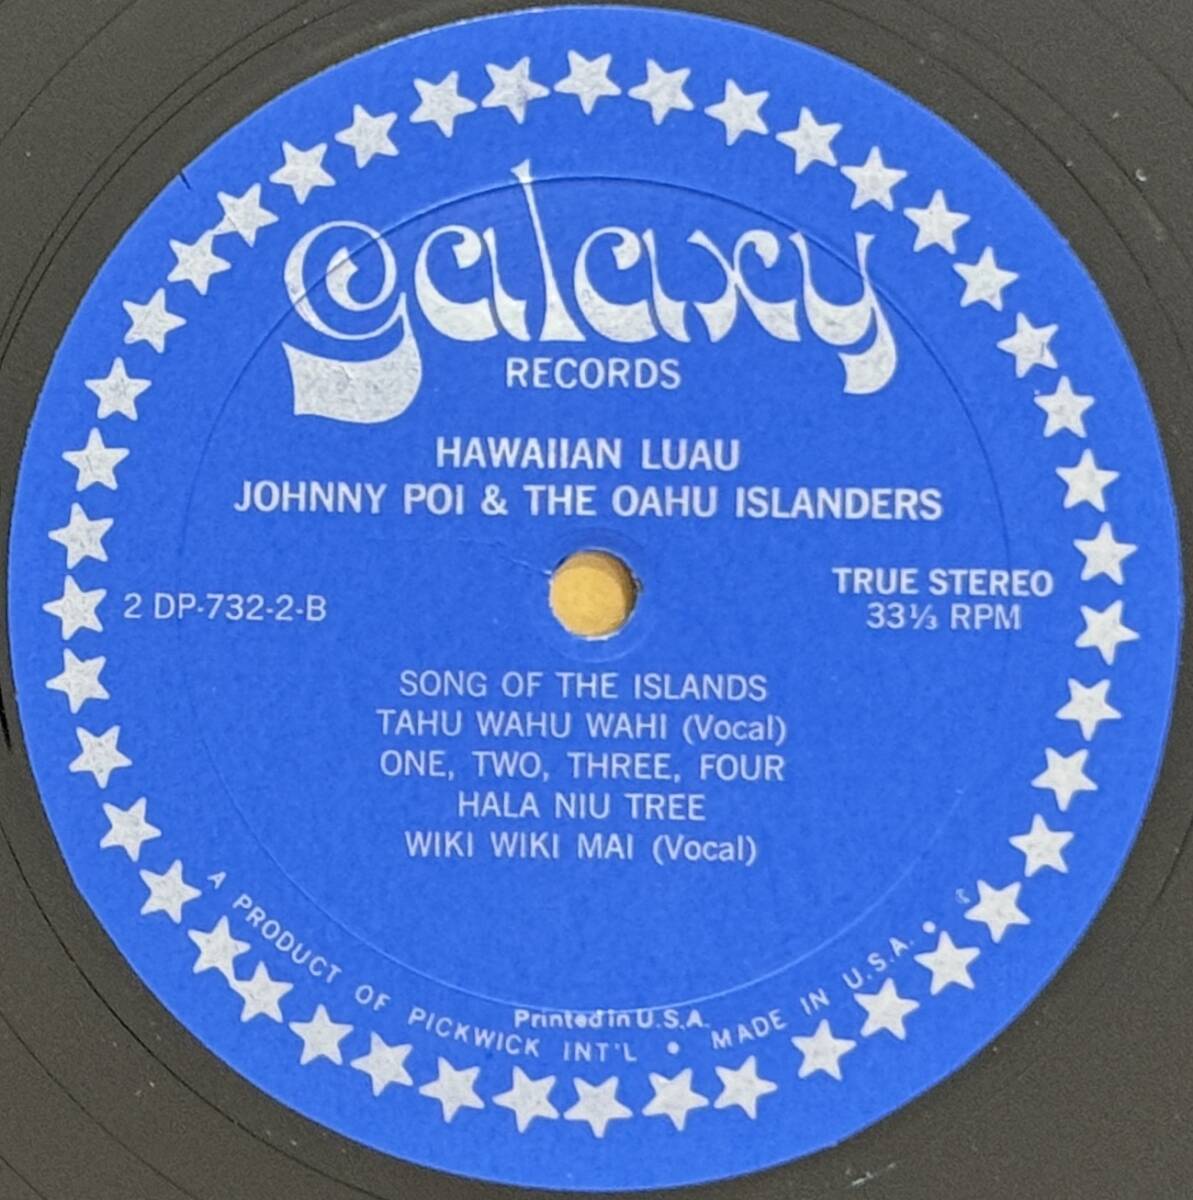 galaxy
RECORDS
HAWAIIAN LUAU
JOHNNY POI & THE OAHU ISLANDERS
2 DP-732-2-B
TRUE STEREO
33⅓ RPM
SONG OF THE ISLANDS
TAHU WAHU WAHI (Vocal)
ONE, TWO, THREE, FOUR
HALA NIU TREE
WIKI WIKI MAI (Vocal)
Printed in U.S.A.
A PRODUCT OF PICKWICK INT'L • MADE IN U.S.A. •